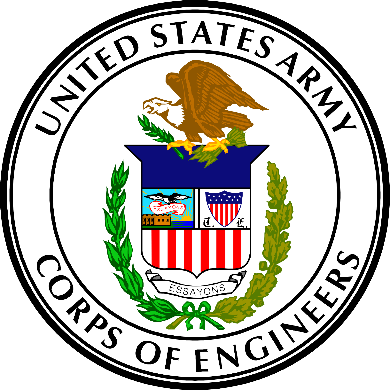 UNITED STATES ARMY
T. E.
ESSAYONS
CORPS OF ENGINEERS